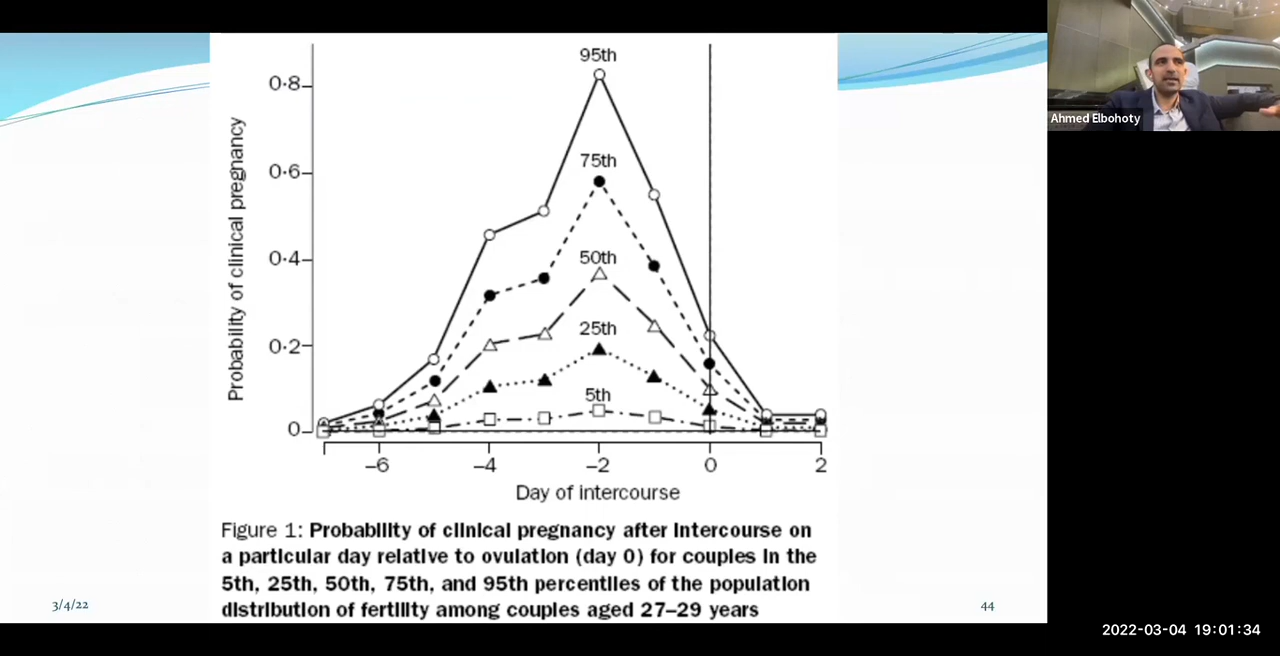 Ahmed Elbohoty
Probability of clinical pregnancy
0·8
0·6
0·4
0·2
0
95th
75th
50th
25th
5th
–6
–4
–2
0
2
Day of intercourse
Figure 1: Probability of clinical pregnancy after intercourse on
a particular day relative to ovulation (day 0) for couples in the
5th, 25th, 50th, 75th, and 95th percentiles of the population
distribution of fertility among couples aged 27–29 years
3/4/22
44
2022-03-04 19:01:34